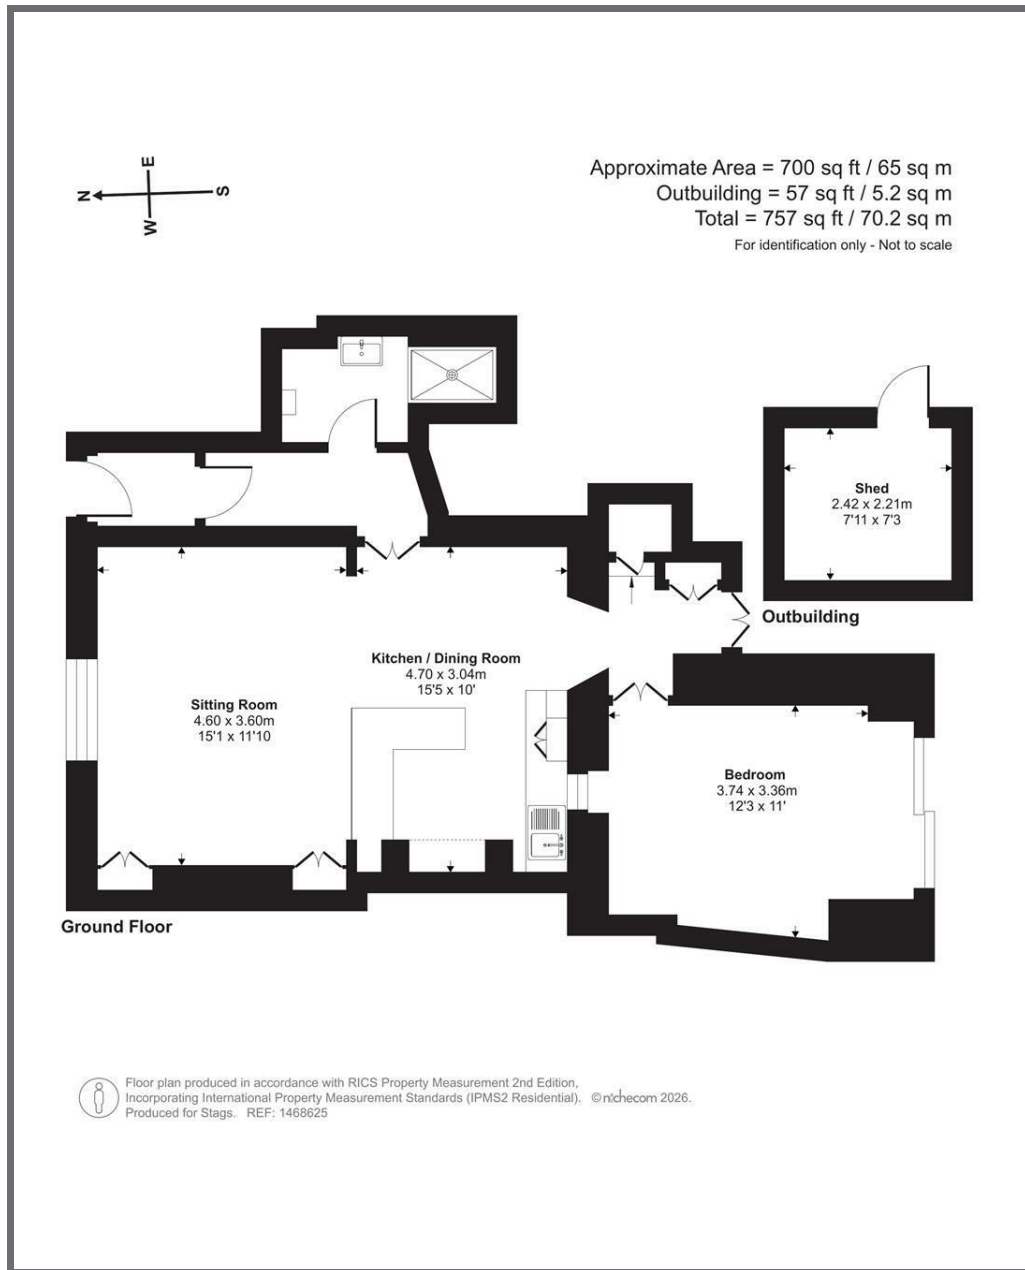 Approximate Area = 700 sq ft / 65 sq m
Outbuilding = 57 sq ft / 5.2 sq m
Total = 757 sq ft / 70.2 sq m
For identification only - Not to scale
N
E
S
W
Shed
2.42 x 2.21m
7'11 x 7'3
Outbuilding
Kitchen / Dining Room
4.70 x 3.04m
15'5 x 10'
Sitting Room
4.60 x 3.60m
15'1 x 11'10
Bedroom
3.74 x 3.36m
12'3 x 11'
Ground Floor
Floor plan produced in accordance with RICS Property Measurement 2nd Edition,
Incorporating International Property Measurement Standards (IPMS2 Residential). © nichecom 2026.
Produced for Stags. REF: 1468625